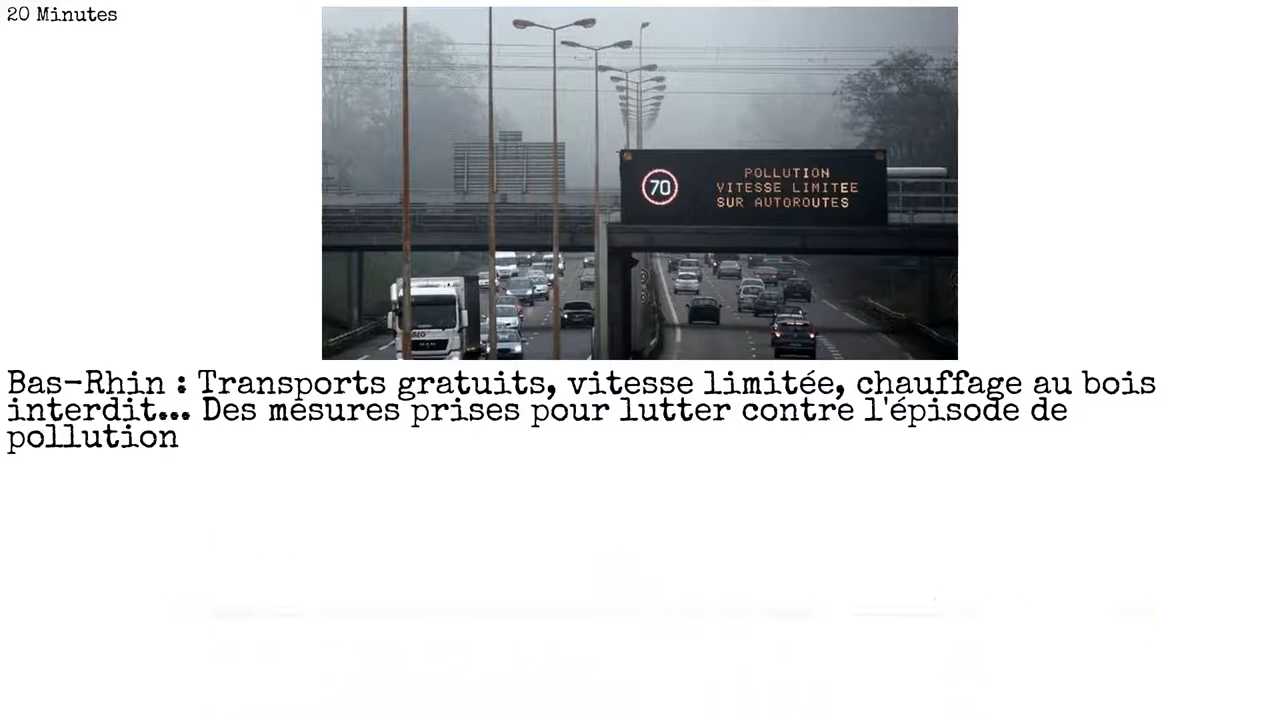 20 Minutes
70
POLLUTION
VITESSE LIMITEE
SUR AUTOROUTES
Bas-Rhin : Transports gratuits, vitesse limitée, chauffage au bois
interdit... Des mesures prises pour lutter contre l'épisode de
pollution